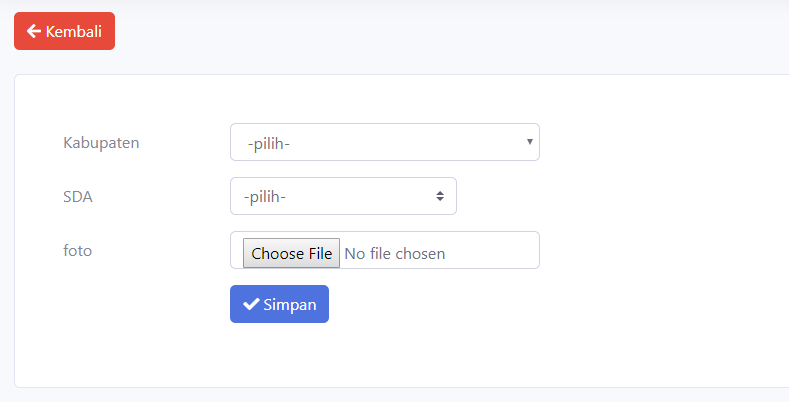 Kembali
Kabupaten -pilih-
SDA -pilih-
foto Choose File No file chosen
Simpan